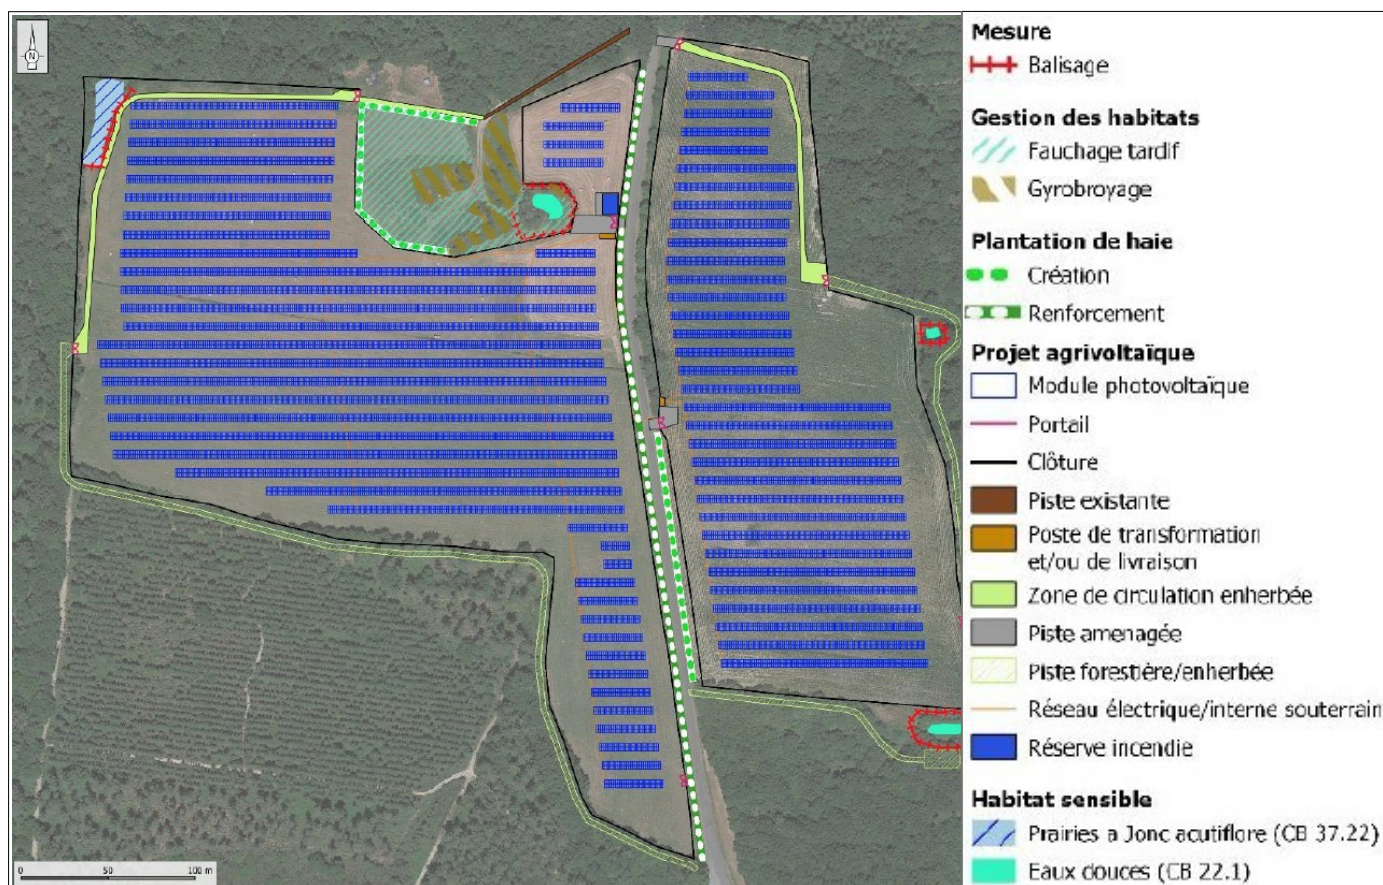 N
Mesure
Balisage
Gestion des habitats
Fauchage tardif
Gyrobroyage
Plantation de haie
Création
Renforcement
Projet agrivoltaïque
Module photovoltaïque
Portail
Clôture
Piste existante
Poste de transformation
et/ou de livraison
Zone de circulation enherbée
Piste amenagée
Piste forestière/enherbée
Réseau électrique/interne souterrain
Réserve incendie
Habitat sensible
Prairies a Jonc acutiflore (CB 37.22)
Eaux douces (CB 22.1)
0 50 100 m